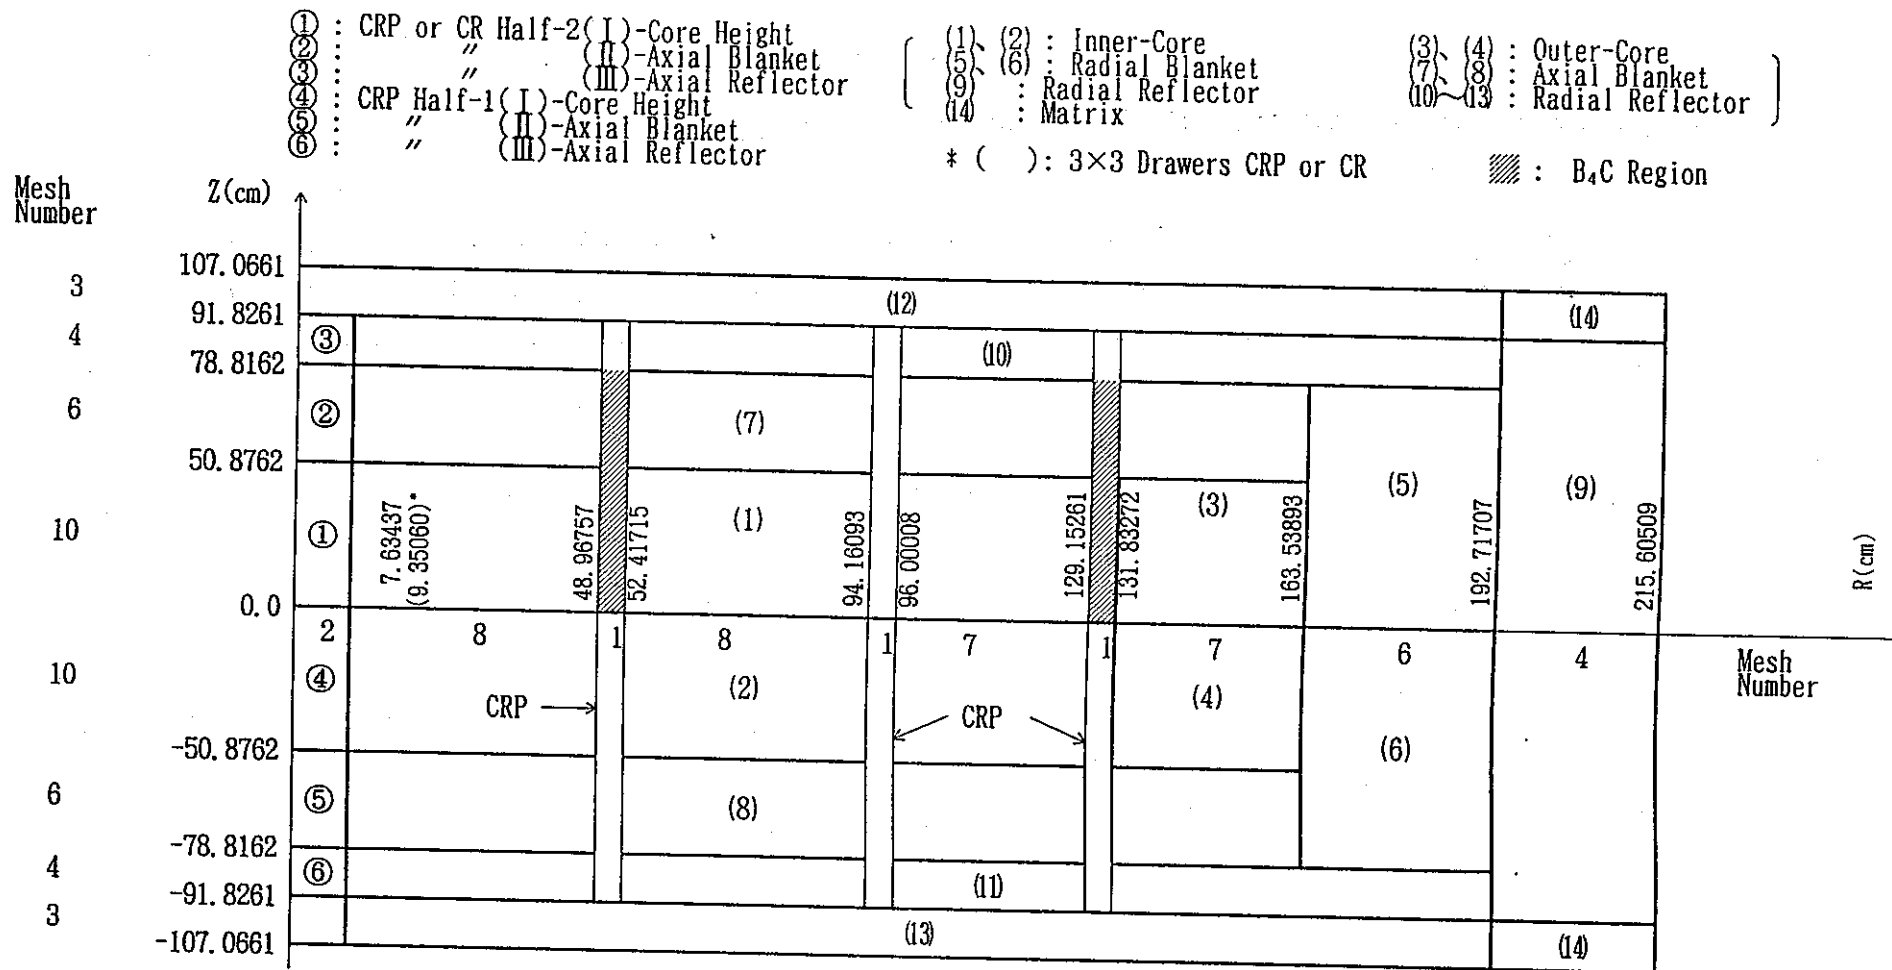 ① : CRP or CR Half-2(Ⅰ)-Core Height
② : 〃 (Ⅱ)-Axial Blanket
③ : 〃 (Ⅲ)-Axial Reflector
④ : CRP Half-1(Ⅰ)-Core Height
⑤ : 〃 (Ⅱ)-Axial Blanket
⑥ : 〃 (Ⅲ)-Axial Reflector
(1)、(2) : Inner-Core (3)、(4) : Outer-Core
(5)、(6) : Radial Blanket (7)、(8) : Axial Blanket
(9) : Radial Reflector (10)~(13) : Radial Reflector
(14) : Matrix
* ( ): 3×3 Drawers CRP or CR
: B₄C Region
Mesh
Number
Z(cm)
107.0661
3
(12)
91.8261
(14)
4
③
(10)
78.8162
6
②
(7)
50.8762
(5)
(9)
10
①
7.63437
(9.35060)*
48.96757
52.41715
(1)
94.16093
96.00008
129.15261
131.83272
(3)
163.53893
192.71707
215.60509
R(cm)
0.0
2 8 1 8 1 7 1 7 6 4
Mesh
Number
10
④
(2)
(4)
CRP
CRP
-50.8762
(6)
6
⑤
(8)
-78.8162
4
⑥
(11)
-91.8261
3
(13)
(14)
-107.0661